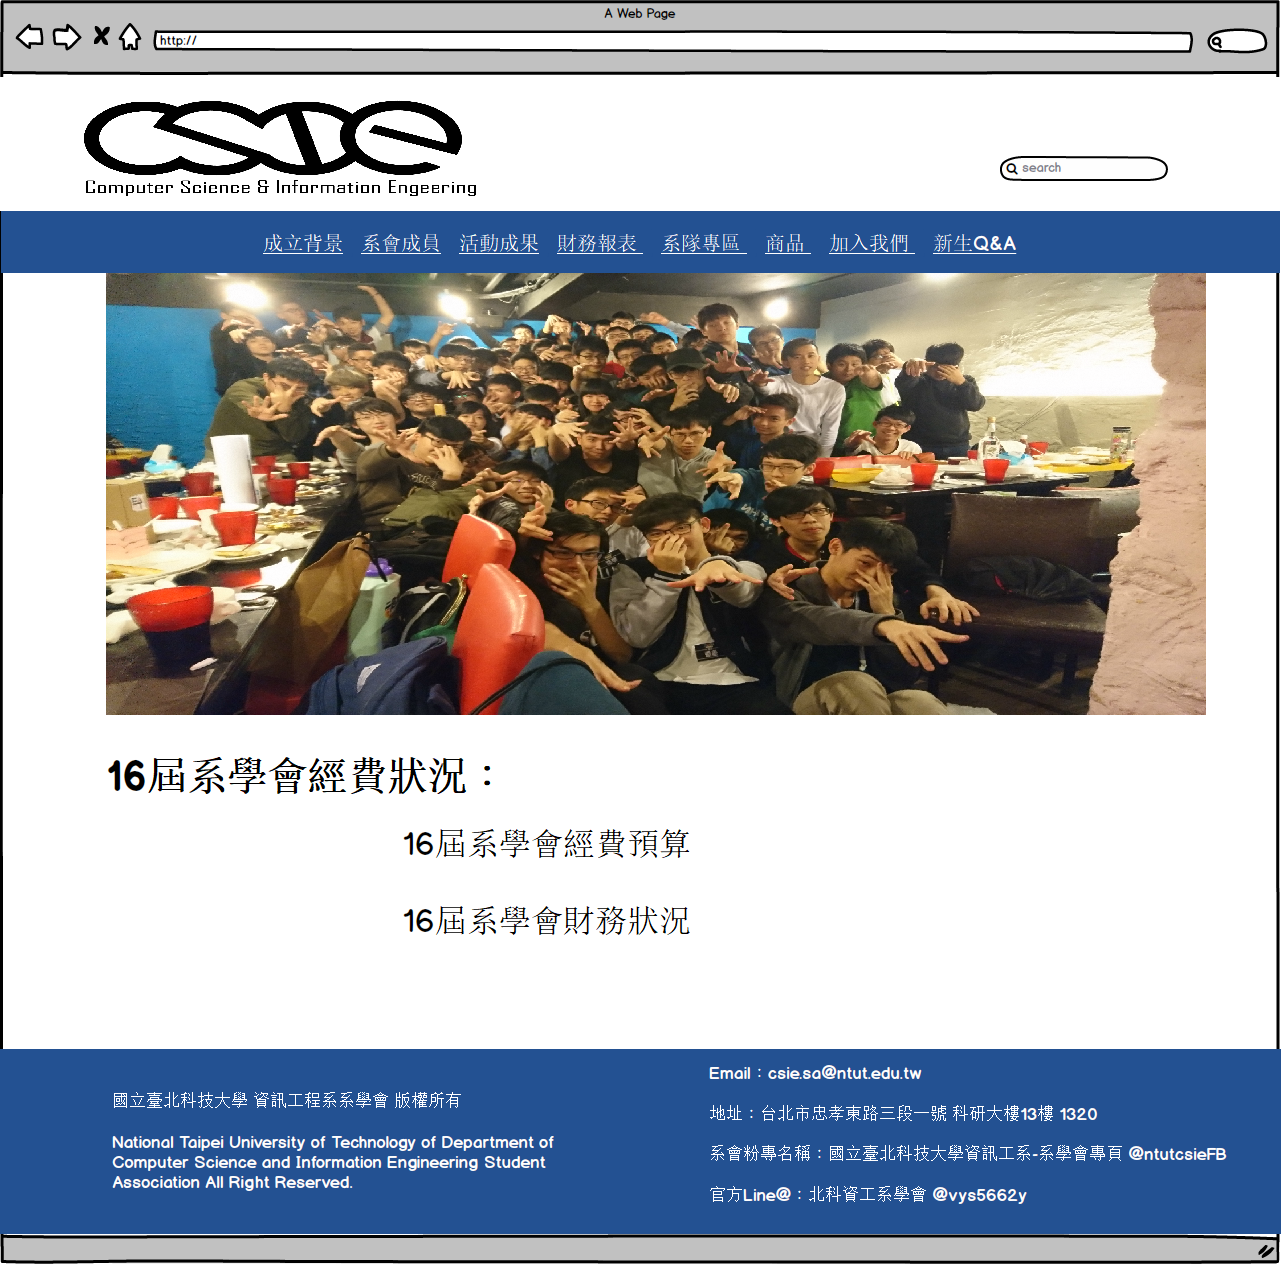 A Web Page
http://
csie
Computer Science & Information Engeering
search
成立背景 系會成員 活動成果 財務報表 系隊專區 商品 加入我們 新生Q&A
16屆系學會經費狀況：
16屆系學會經費預算
16屆系學會財務狀況
國立臺北科技大學 資訊工程系系學會 版權所有
National Taipei University of Technology of Department of
Computer Science and Information Engineering Student
Association All Right Reserved.
Email：csie.sa@ntut.edu.tw
地址：台北市忠孝東路三段一號 科研大樓13樓 1320
系會粉專名稱：國立臺北科技大學資訊工系-系學會專頁 @ntutcsieFB
官方Line@：北科資工系學會 @vys5662y